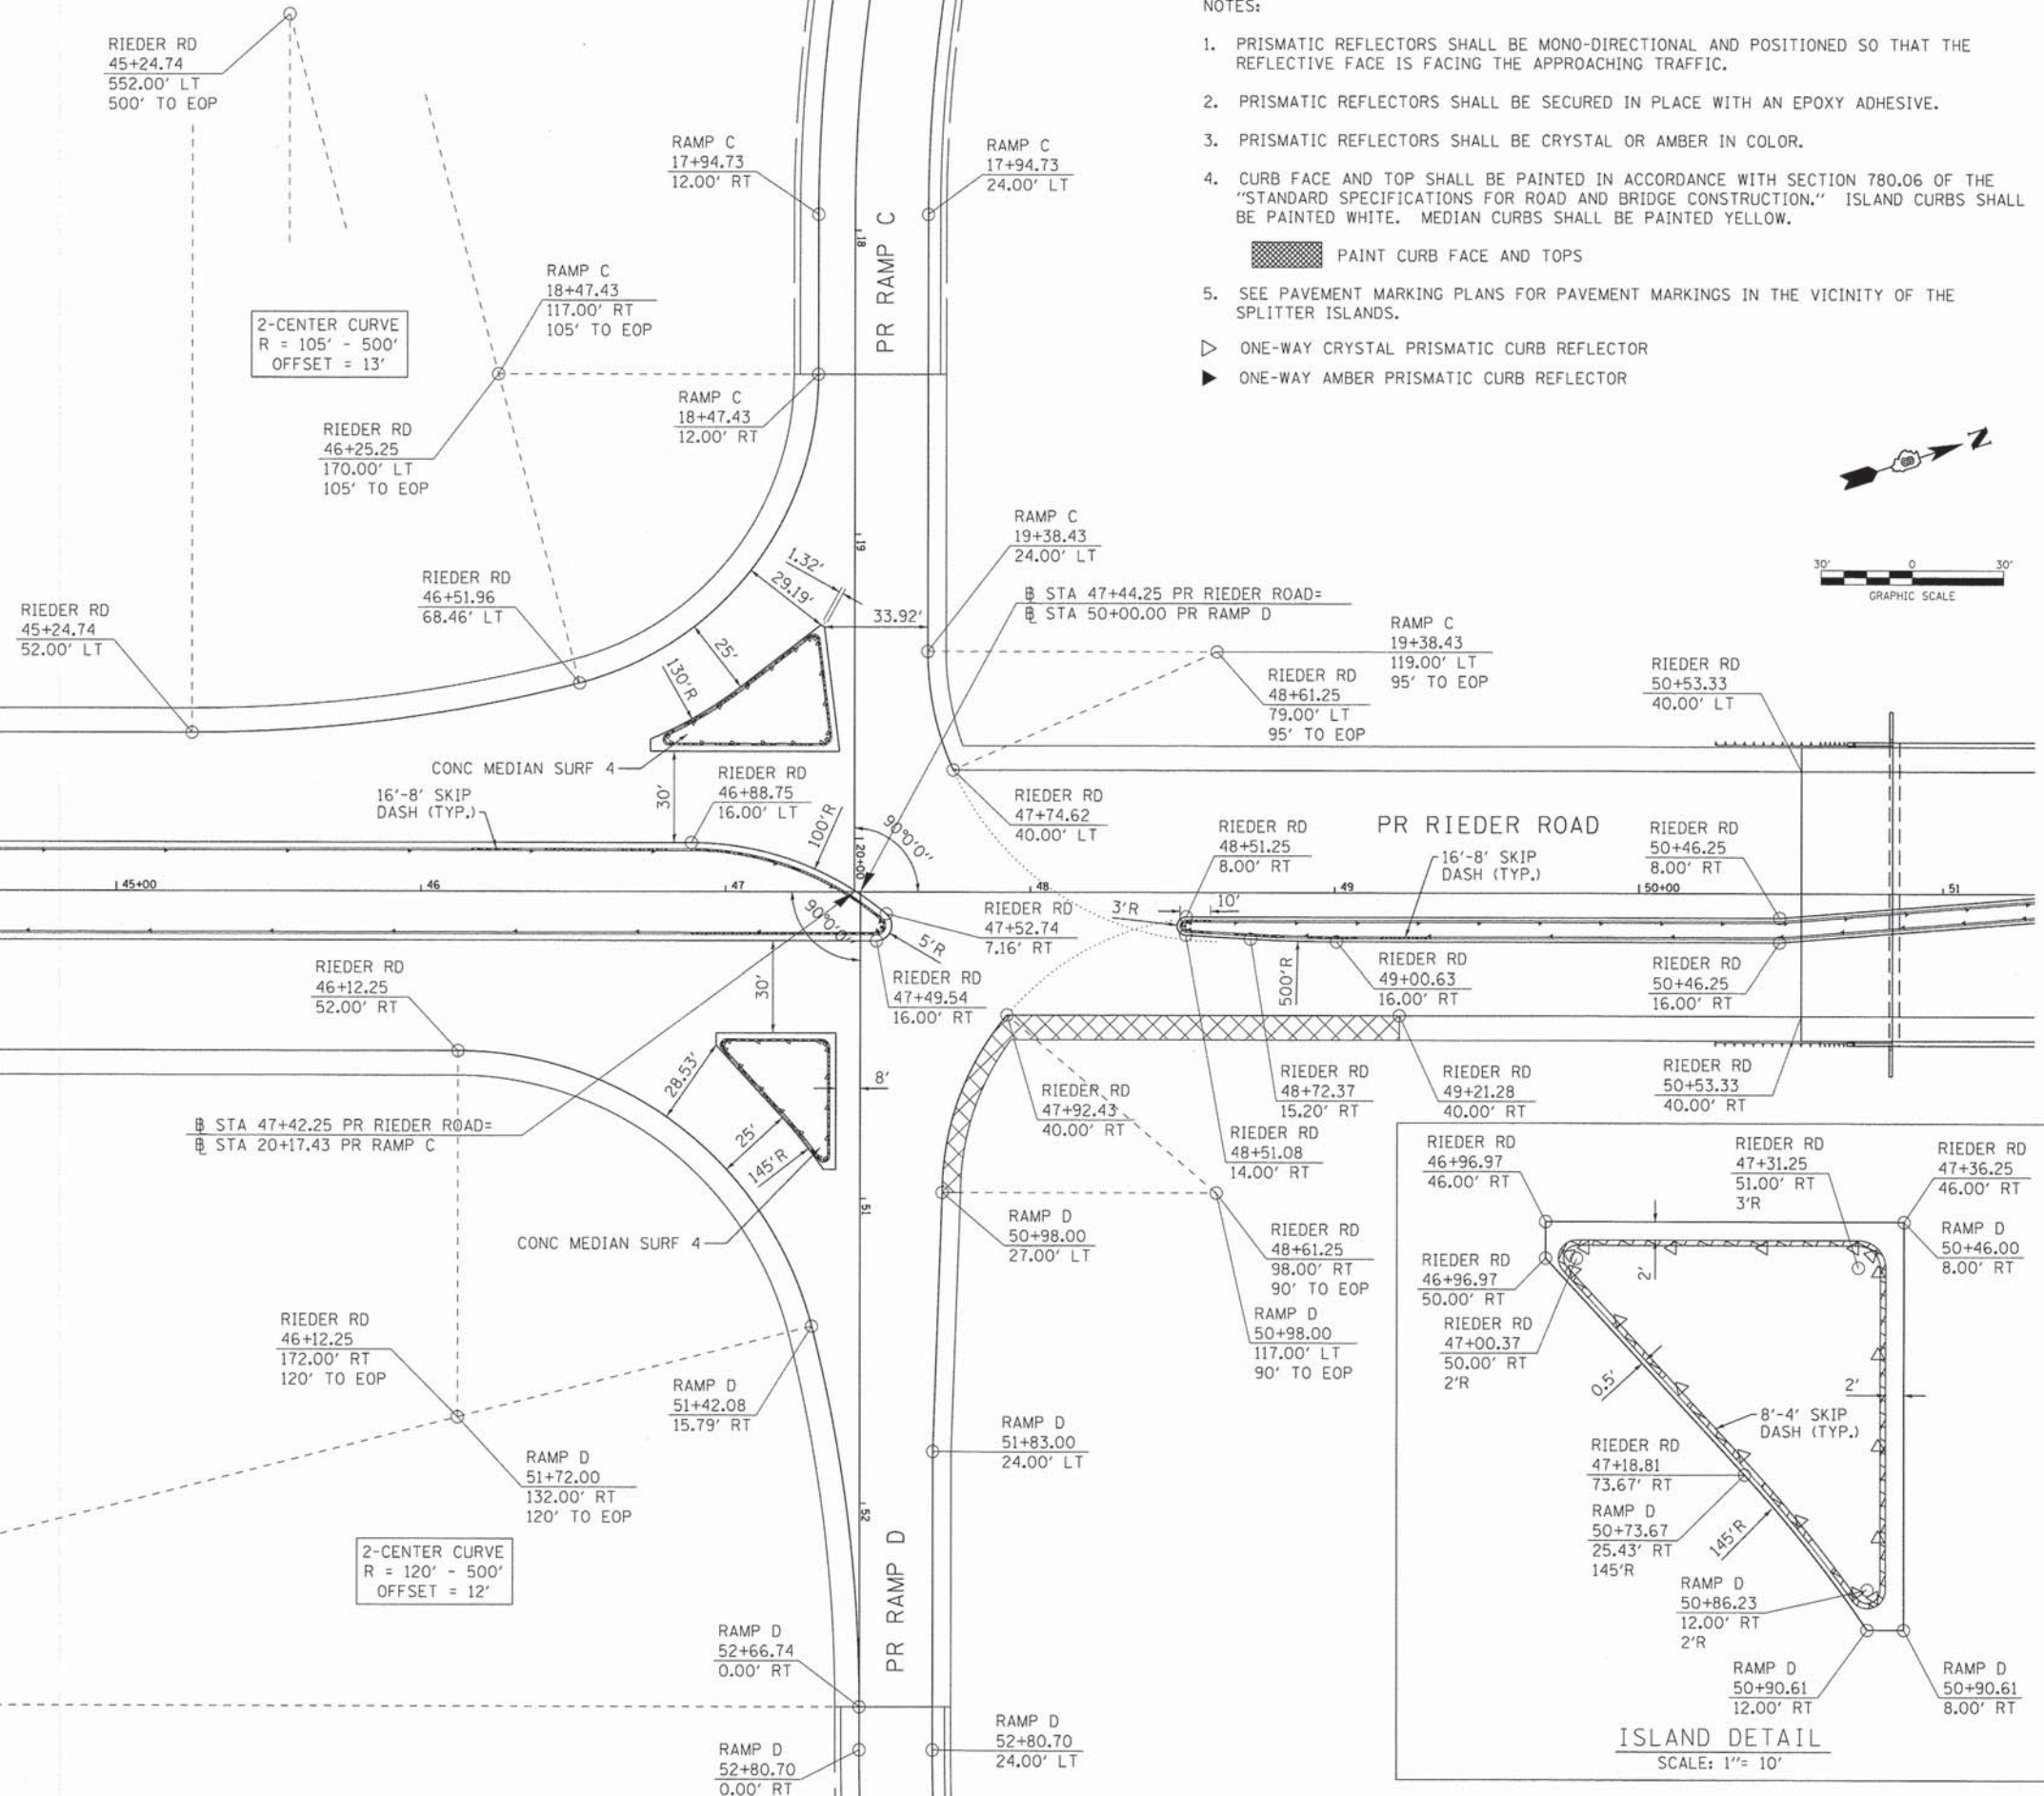 NOTES:
1. PRISMATIC REFLECTORS SHALL BE MONO-DIRECTIONAL AND POSITIONED SO THAT THE
REFLECTIVE FACE IS FACING THE APPROACHING TRAFFIC.
2. PRISMATIC REFLECTORS SHALL BE SECURED IN PLACE WITH AN EPOXY ADHESIVE.
3. PRISMATIC REFLECTORS SHALL BE CRYSTAL OR AMBER IN COLOR.
4. CURB FACE AND TOP SHALL BE PAINTED IN ACCORDANCE WITH SECTION 780.06 OF THE
"STANDARD SPECIFICATIONS FOR ROAD AND BRIDGE CONSTRUCTION." ISLAND CURBS SHALL
BE PAINTED WHITE. MEDIAN CURBS SHALL BE PAINTED YELLOW.
PAINT CURB FACE AND TOPS
5. SEE PAVEMENT MARKING PLANS FOR PAVEMENT MARKINGS IN THE VICINITY OF THE
SPLITTER ISLANDS.
ONE-WAY CRYSTAL PRISMATIC CURB REFLECTOR
ONE-WAY AMBER PRISMATIC CURB REFLECTOR
N
30' 0 30'
GRAPHIC SCALE
RIEDER RD
45+24.74
552.00' LT
500' TO EOP
RAMP C
17+94.73
12.00' RT
RAMP C
17+94.73
24.00' LT
18
PR RAMP C
RAMP C
18+47.43
117.00' RT
105' TO EOP
2-CENTER CURVE
R = 105' - 500'
OFFSET = 13'
RIEDER RD
46+25.25
170.00' LT
105' TO EOP
RAMP C
18+47.43
12.00' RT
RAMP C
19+38.43
24.00' LT
19
1.32'
29.19'
33.92'
RIEDER RD
46+51.96
68.46' LT
RIEDER RD
45+24.74
52.00' LT
25'
130'R
℔ STA 47+44.25 PR RIEDER ROAD=
℔ STA 50+00.00 PR RAMP D
RAMP C
19+38.43
119.00' LT
95' TO EOP
RIEDER RD
48+61.25
79.00' LT
95' TO EOP
RIEDER RD
50+53.33
40.00' LT
CONC MEDIAN SURF 4
16'-8' SKIP
DASH (TYP.)
30'
RIEDER RD
46+88.75
16.00' LT
100'R
90°0'0"
20+00
RIEDER RD
47+74.62
40.00' LT
RIEDER RD
48+51.25
8.00' RT
PR RIEDER ROAD
16'-8' SKIP
DASH (TYP.)
RIEDER RD
50+46.25
8.00' RT
45+00
46
47
48
49
50+00
51
90°0'0"
5'R
RIEDER RD
47+52.74
7.16' RT
3'R
10'
RIEDER RD
46+12.25
52.00' RT
30'
RIEDER RD
47+49.54
16.00' RT
500'R
RIEDER RD
49+00.63
16.00' RT
RIEDER RD
50+46.25
16.00' RT
28.53'
8'
25'
145'R
℔ STA 47+42.25 PR RIEDER ROAD=
℔ STA 20+17.43 PR RAMP C
RIEDER RD
47+92.43
40.00' RT
RIEDER RD
48+72.37
15.20' RT
RIEDER RD
49+21.28
40.00' RT
RIEDER RD
50+53.33
40.00' RT
RIEDER RD
48+51.08
14.00' RT
CONC MEDIAN SURF 4
51
RAMP D
50+98.00
27.00' LT
RIEDER RD
48+61.25
98.00' RT
90' TO EOP
RAMP D
50+98.00
117.00' LT
90' TO EOP
RIEDER RD
46+12.25
172.00' RT
120' TO EOP
RAMP D
51+42.08
15.79' RT
RAMP D
51+83.00
24.00' LT
RAMP D
51+72.00
132.00' RT
120' TO EOP
52
2-CENTER CURVE
R = 120' - 500'
OFFSET = 12'
PR RAMP D
RAMP D
52+66.74
0.00' RT
RAMP D
52+80.70
0.00' RT
RAMP D
52+80.70
24.00' LT
RIEDER RD
46+96.97
46.00' RT
RIEDER RD
47+31.25
51.00' RT
3'R
RIEDER RD
47+36.25
46.00' RT
RAMP D
50+46.00
8.00' RT
RIEDER RD
46+96.97
50.00' RT
RIEDER RD
47+00.37
50.00' RT
2'R
2'
0.5'
2'
8'-4' SKIP
DASH (TYP.)
RIEDER RD
47+18.81
73.67' RT
RAMP D
50+73.67
25.43' RT
145'R
145'R
RAMP D
50+86.23
12.00' RT
2'R
RAMP D
50+90.61
12.00' RT
RAMP D
50+90.61
8.00' RT
ISLAND DETAIL
SCALE: 1"= 10'